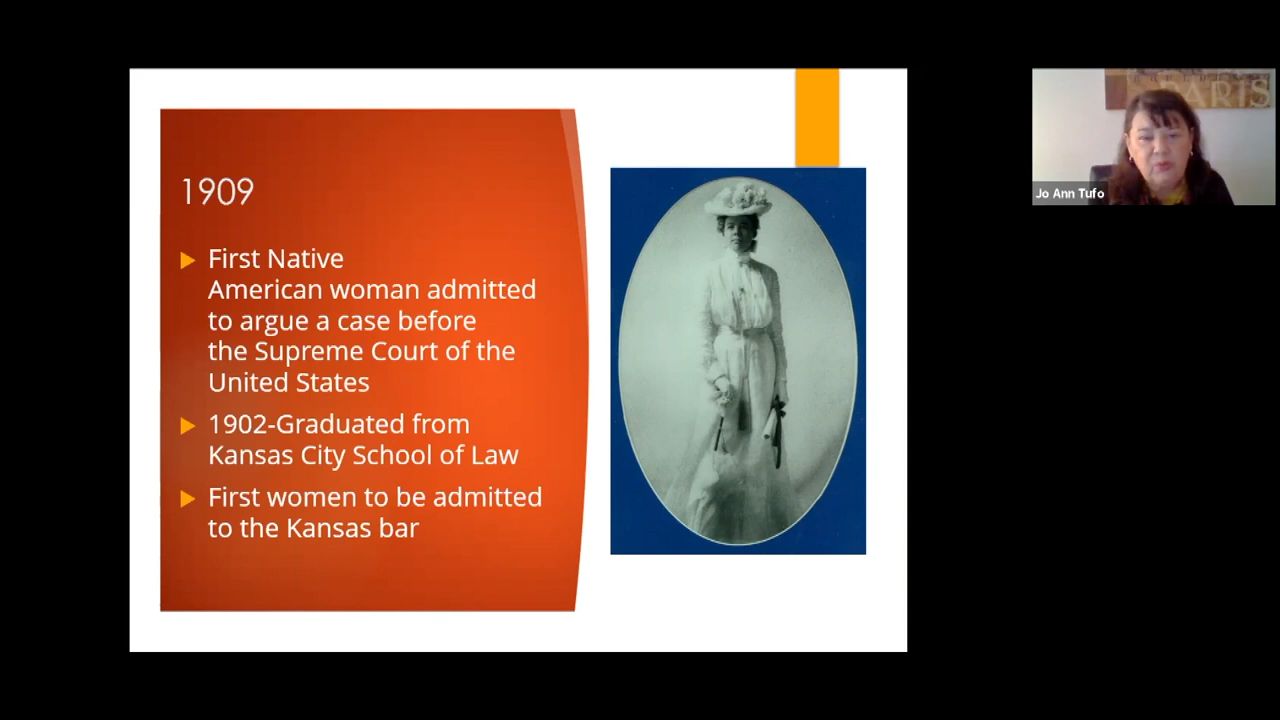 1909
First Native
American woman admitted
to argue a case before
the Supreme Court of the
United States
1902-Graduated from
Kansas City School of Law
First women to be admitted
to the Kansas bar
PARIS
Jo Ann Tufo